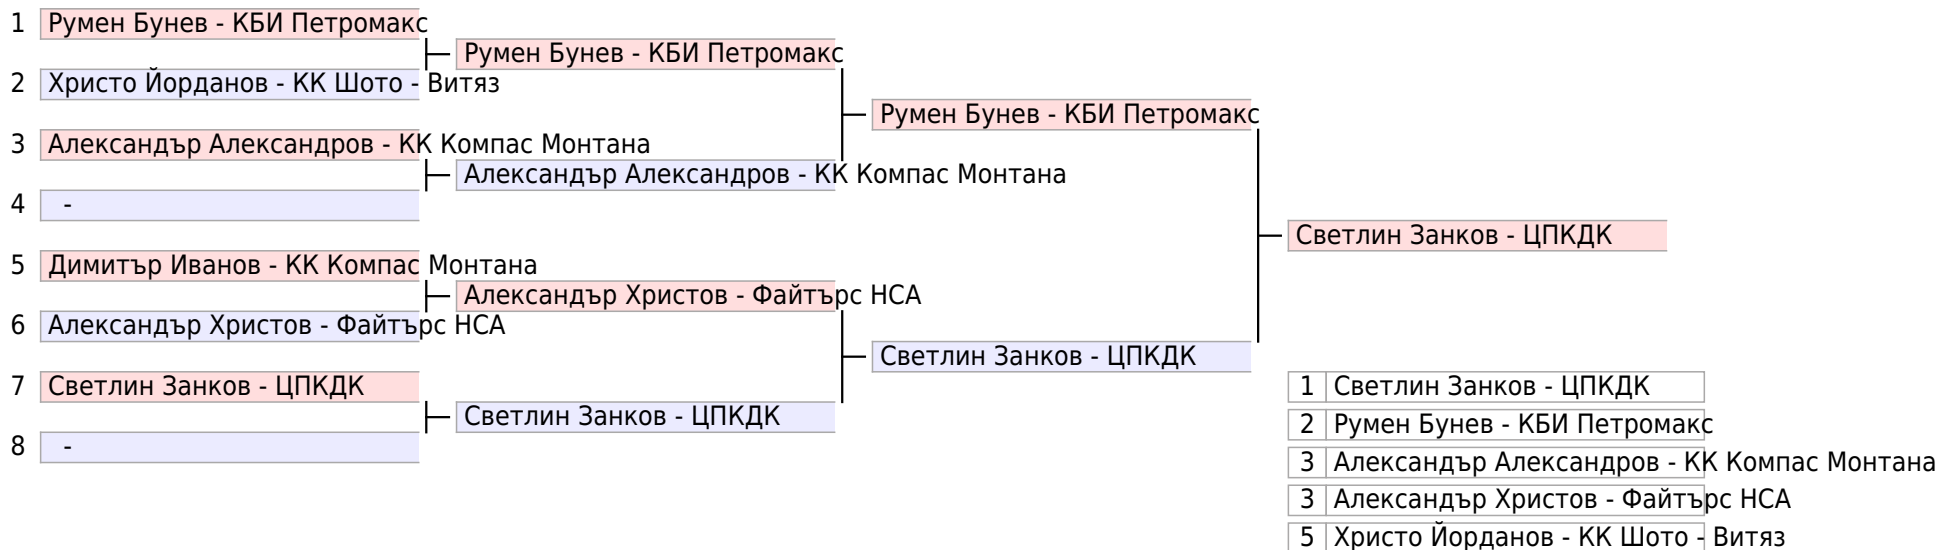 1 Румен Бунев - КБИ Петромакс
2 Христо Йорданов - КК Шото - Витяз
3 Александър Александров - КК Компас Монтана
4 -
5 Димитър Иванов - КК Компас Монтана
6 Александър Христов - Файтърс НСА
7 Светлин Занков - ЦПКДК
8 -
Румен Бунев - КБИ Петромакс
Александър Александров - КК Компас Монтана
Александър Христов - Файтърс НСА
Светлин Занков - ЦПКДК
Румен Бунев - КБИ Петромакс
Светлин Занков - ЦПКДК
Светлин Занков - ЦПКДК
1 Светлин Занков - ЦПКДК
2 Румен Бунев - КБИ Петромакс
3 Александър Александров - КК Компас Монтана
3 Александър Христов - Файтърс НСА
5 Христо Йорданов - КК Шото - Витяз